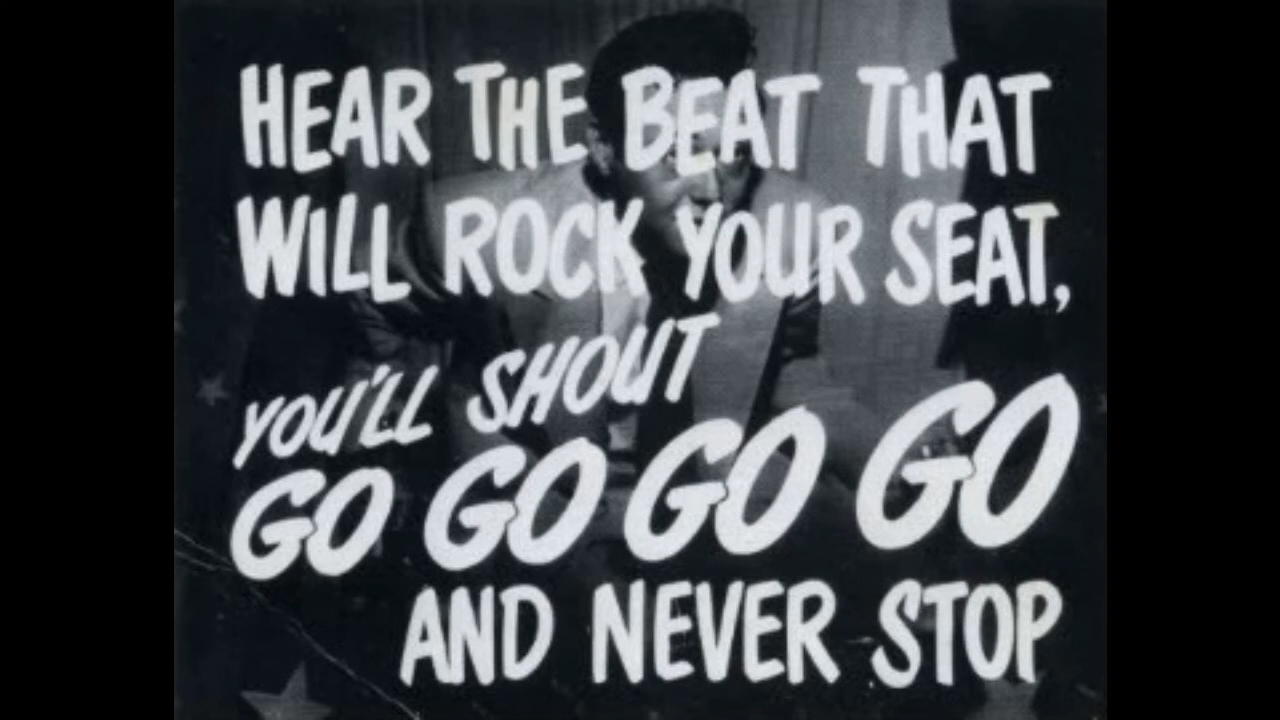 HEAR THE BEAT THAT
WILL ROCK YOUR SEAT,
YOU'LL SHOUT
GO GO GO GO
AND NEVER STOP